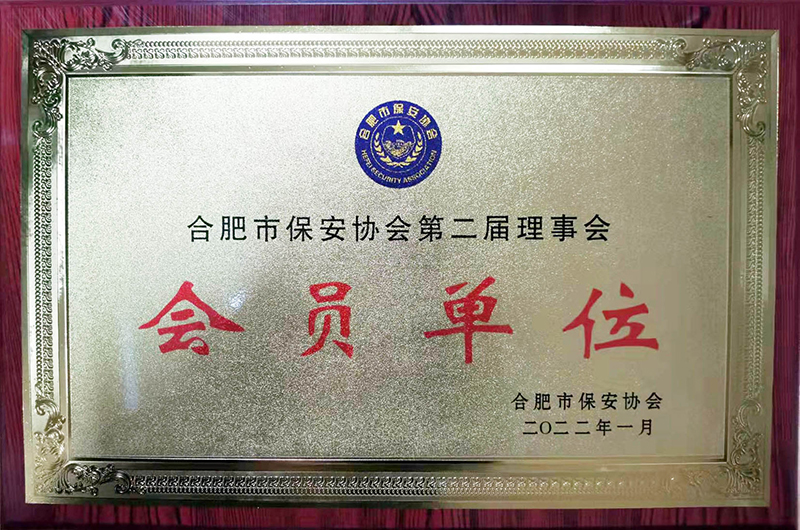 合肥市保安协会
HEFEI SECURITY ASSOCIATION
合肥市保安协会第二届理事会
会员单位
合肥市保安协会
二〇二二年一月